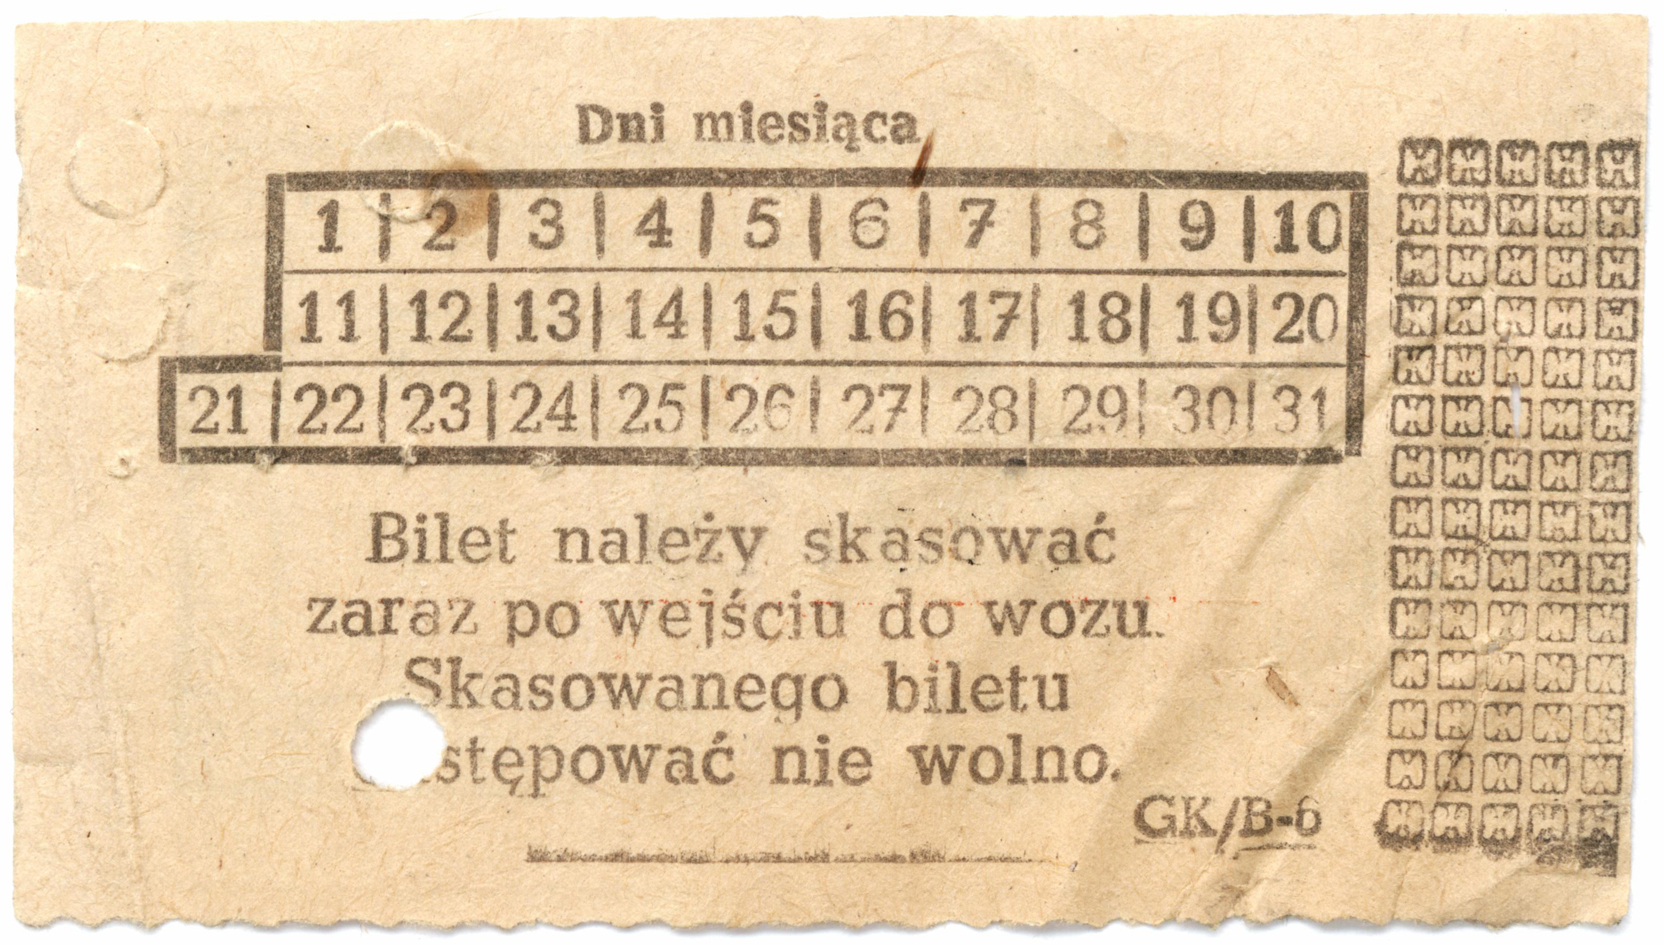 Dni miesiąca
1 | 2 | 3 | 4 | 5 | 6 | 7 | 8 | 9 | 10
11 | 12 | 13 | 14 | 15 | 16 | 17 | 18 | 19 | 20
21 | 22 | 23 | 24 | 25 | 26 | 27 | 28 | 29 | 30 | 31
Bilet należy skasować
zaraz po wejściu do wozu.
Skasowanego biletu
nie wolno.
GK/B-6